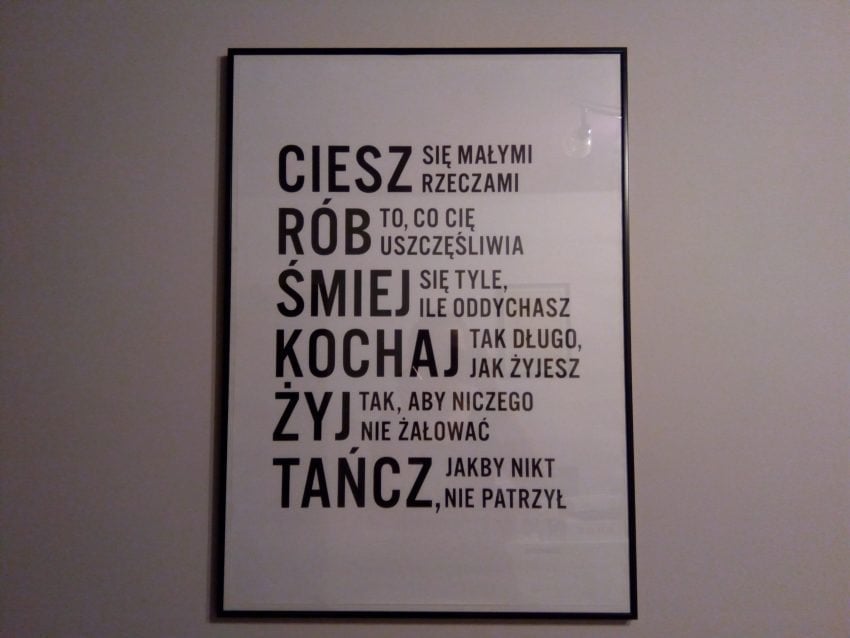 CIESZ SIĘ MAŁYMI
RZECZAMI
RÓB TO, CO CIĘ
USZCZĘŚLIWIA
ŚMIEJ SIĘ TYLE,
ILE ODDYCHASZ
KOCHAJ TAK DŁUGO,
JAK ŻYJESZ
ŻYJ TAK, ABY NICZEGO
NIE ŻAŁOWAĆ
TAŃCZ, JAKBY NIKT
NIE PATRZYŁ